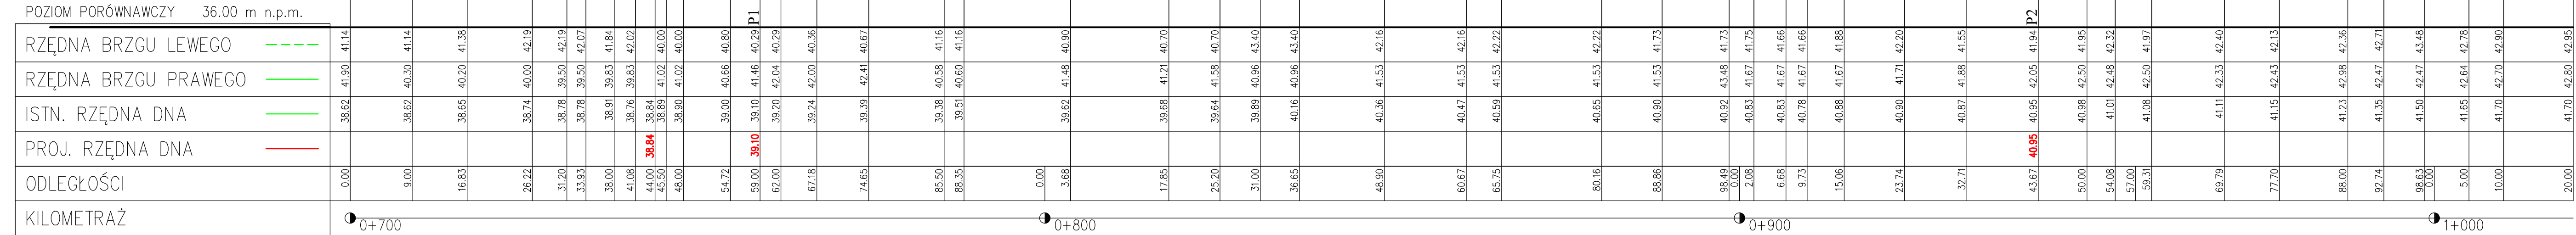 POZIOM PORÓWNAWCZY 36.00 m n.p.m. P1 P2
RZĘDNA BRZGU LEWEGO 41.14 41.14 41.38 42.19 42.19 42.07 41.84 42.02 40.00 40.00 40.80 40.29 40.29 40.36 40.67 41.16 41.16 40.90 40.70 40.70 43.40 43.40 42.16 42.16 42.22 42.22 41.73 41.73 41.75 41.66 41.66 41.88 42.20 41.55 41.94 41.95 42.32 41.97 42.40 42.13 42.36 42.71 43.48 42.78 42.90 42.95
RZĘDNA BRZGU PRAWEGO 41.90 40.30 40.20 40.00 39.50 39.50 39.83 39.83 41.02 41.02 40.66 41.46 42.04 42.00 42.41 40.58 40.60 41.48 41.21 41.58 40.96 40.96 41.53 41.53 41.53 41.53 41.53 43.48 41.67 41.67 41.67 41.67 41.71 41.88 42.05 42.50 42.48 42.50 42.33 42.43 42.98 42.47 42.47 42.64 42.70 42.80
ISTN. RZĘDNA DNA 38.62 38.62 38.65 38.74 38.78 38.78 38.91 38.76 38.84 38.89 38.90 39.00 39.10 39.20 39.24 39.39 39.38 39.51 39.62 39.68 39.64 39.89 40.16 40.36 40.47 40.59 40.65 40.90 40.92 40.83 40.83 40.78 40.88 40.90 40.87 40.95 40.98 41.01 41.08 41.11 41.15 41.23 41.35 41.50 41.65 41.70 41.70
PROJ. RZĘDNA DNA 38.84 39.10 40.95
ODLEGŁOŚCI 0.00 9.00 16.83 26.22 31.20 33.93 38.00 41.08 44.00 45.50 48.00 54.72 59.00 62.00 67.18 74.65 85.50 88.35 0.00 3.68 17.85 25.20 31.00 36.65 48.90 60.67 65.75 80.16 88.86 98.49 0.00 2.08 6.68 9.73 15.06 23.74 32.71 43.67 50.00 54.08 57.00 59.31 69.79 77.70 88.00 92.74 98.63 0.00 5.00 10.00 20.00
KILOMETRAŻ 0+700 0+800 0+900 1+000